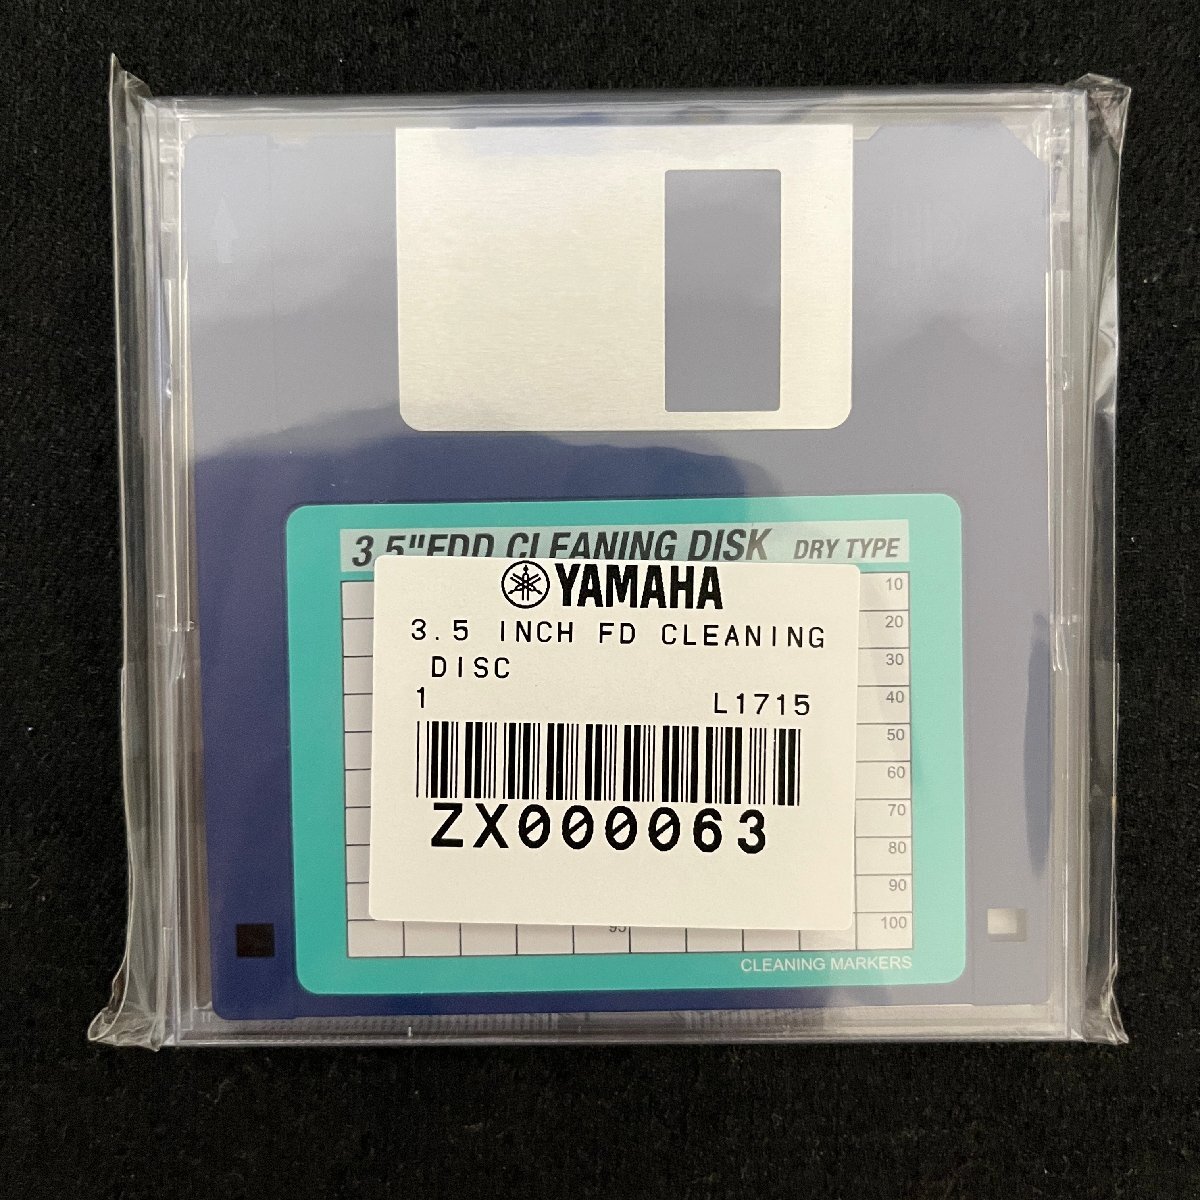 3.5"FDD CLEANING DISK DRY TYPE
YAMAHA
3.5 INCH FD CLEANING
DISC
1 L1715
ZX000063
10
20
30
40
50
60
70
80
90
95 100
CLEANING MARKERS